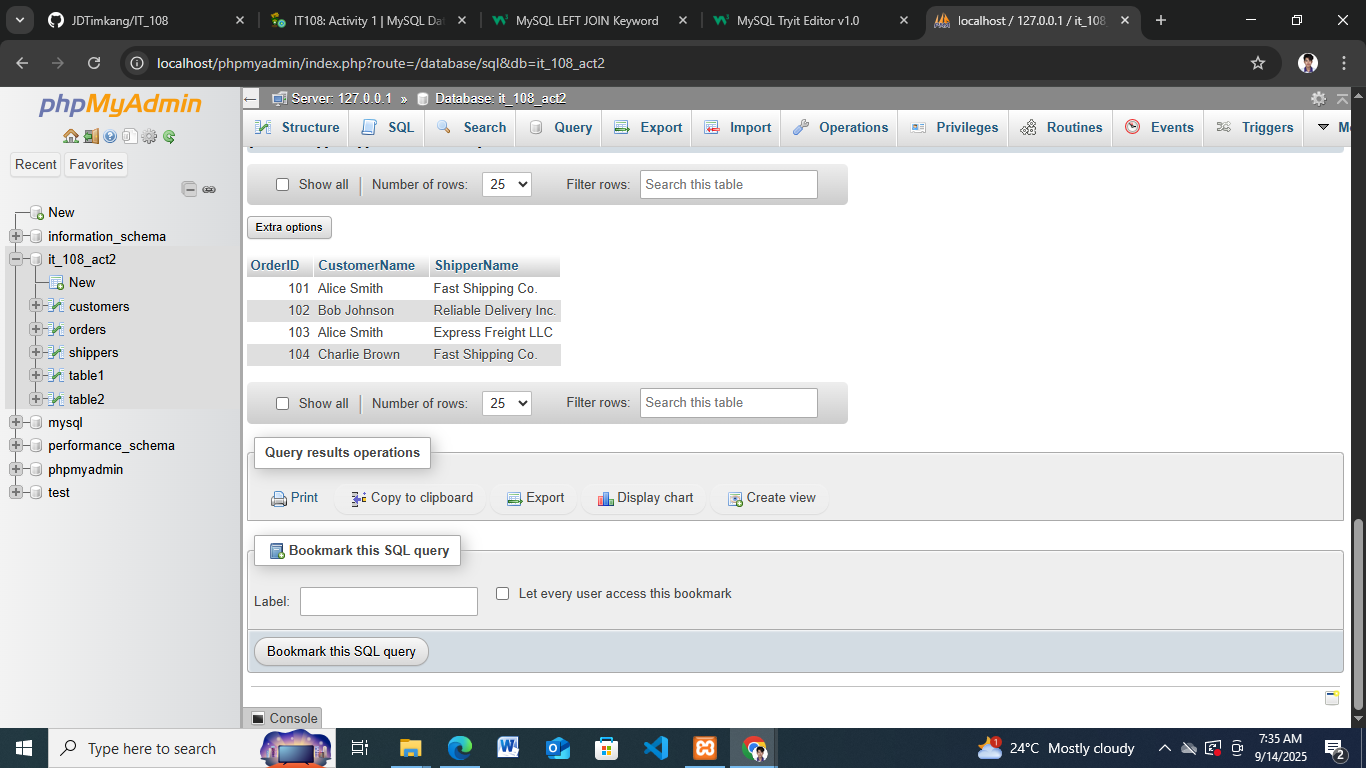 JDTimkang/IT_108
IT108: Activity 1 | MySQL Dat
MySQL LEFT JOIN Keyword
MySQL Tryit Editor v1.0
localhost / 127.0.0.1 / it_108
localhost/phpmyadmin/index.php?route=/database/sql&db=it_108_act2
phpMyAdmin
Recent
Favorites
New
information_schema
it_108_act2
New
customers
orders
shippers
table1
table2
mysql
performance_schema
phpmyadmin
test
Server: 127.0.0.1 » Database: it_108_act2
Structure
SQL
Search
Query
Export
Import
Operations
Privileges
Routines
Events
Triggers
Show all
Number of rows: 25
Filter rows: Search this table
Extra options
OrderID CustomerName ShipperName
101 Alice Smith Fast Shipping Co.
102 Bob Johnson Reliable Delivery Inc.
103 Alice Smith Express Freight LLC
104 Charlie Brown Fast Shipping Co.
Show all
Number of rows: 25
Filter rows: Search this table
Query results operations
Print
Copy to clipboard
Export
Display chart
Create view
Bookmark this SQL query
Label:
Let every user access this bookmark
Bookmark this SQL query
Console
Type here to search
24°C Mostly cloudy
7:35 AM
9/14/2025
2